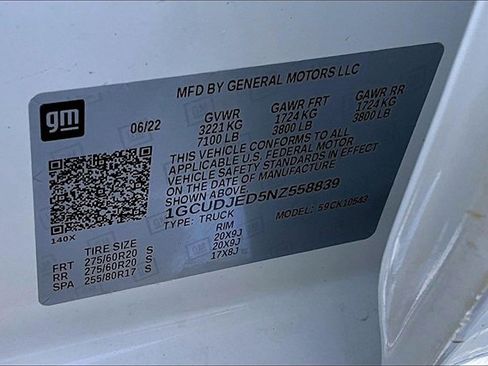 MFD BY GENERAL MOTORS LLC
gm
06/22
GVWR GAWR FRT GAWR RR
3221 KG 1724 KG 1724 KG
7100 LB 3800 LB 3800 LB
THIS VEHICLE CONFORMS TO ALL
APPLICABLE U.S. FEDERAL MOTOR
VEHICLE SAFETY STANDARDS IN EFFECT
ON THE DATE OF MANUFACTURE
SHOWN ABOVE.
1GCUDJED5NZ558839
TYPE: TRUCK MODEL: 59CK10543
140X
TIRE SIZE RIM
FRT 275/60R20 S 20X9J
RR 275/60R20 S 20X9J
SPA 255/80R17 S 17X8J